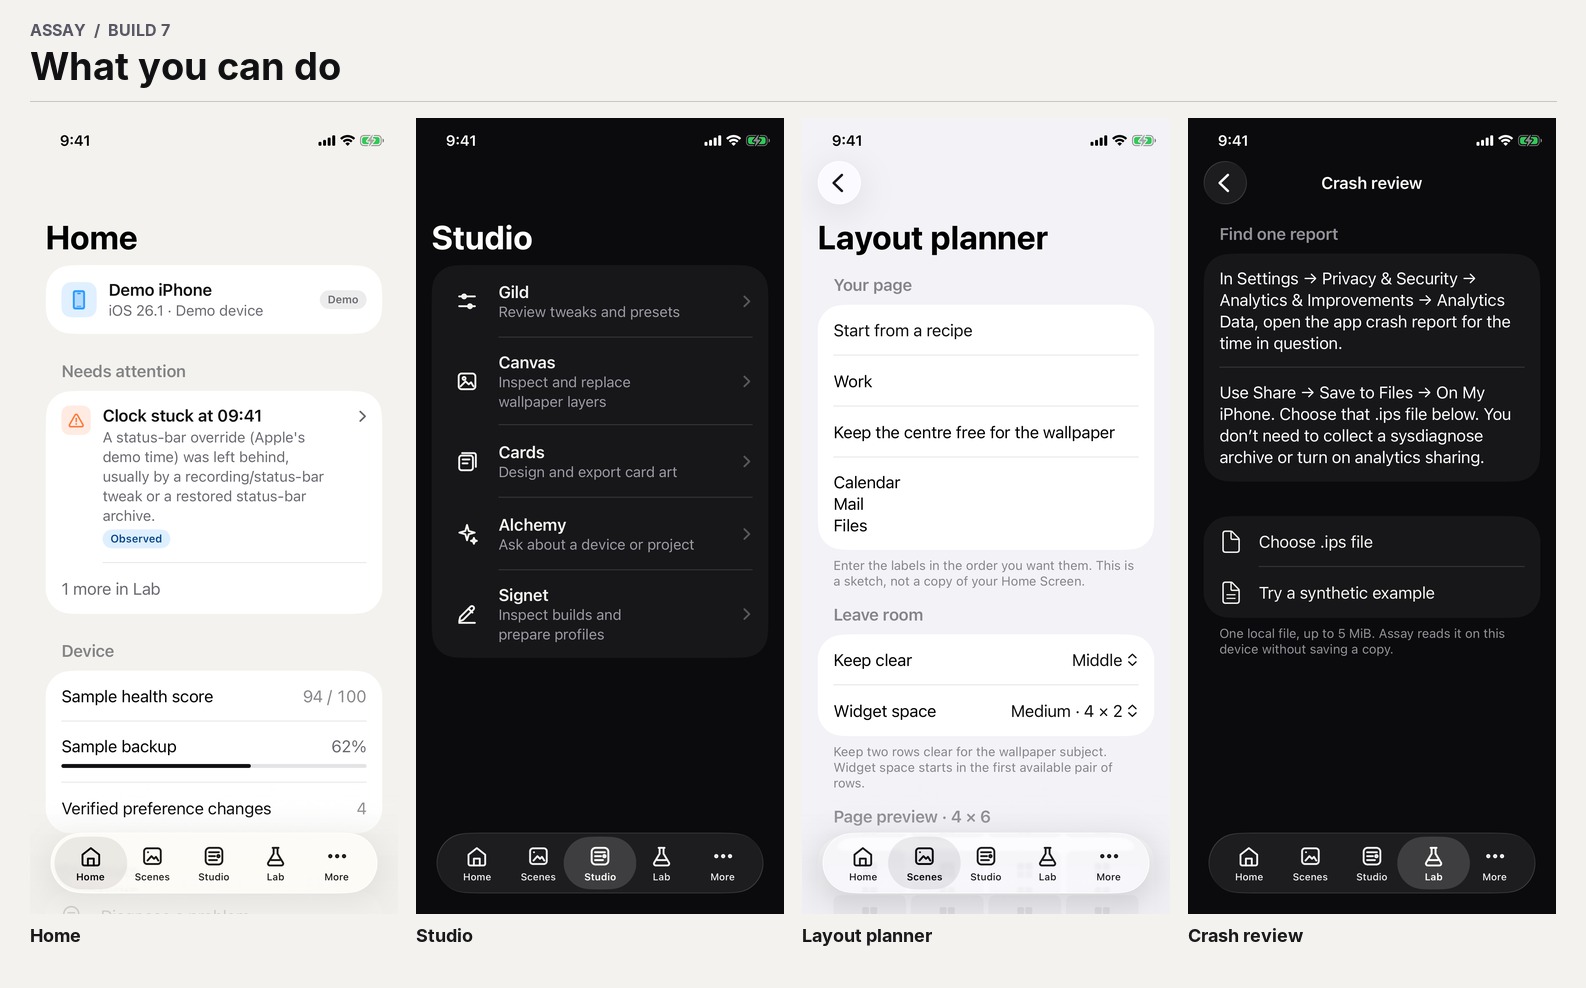 ASSAY / BUILD 7
What you can do
9:41
Home
Demo iPhone
iOS 26.1 · Demo device
Demo
Needs attention
Clock stuck at 09:41
A status-bar override (Apple's
demo time) was left behind,
usually by a recording/status-bar
tweak or a restored status-bar
archive.
Observed
1 more in Lab
Device
Sample health score
94 / 100
Sample backup
62%
Verified preference changes
4
Home
Scenes
Studio
Lab
More
Home
9:41
Studio
Gild
Review tweaks and presets
Canvas
Inspect and replace
wallpaper layers
Cards
Design and export card art
Alchemy
Ask about a device or project
Signet
Inspect builds and
prepare profiles
Home
Scenes
Studio
Lab
More
Studio
9:41
Layout planner
Your page
Start from a recipe
Work
Keep the centre free for the wallpaper
Calendar
Mail
Files
Enter the labels in the order you want them. This is
a sketch, not a copy of your Home Screen.
Leave room
Keep clear
Middle
Widget space
Medium · 4 × 2
Keep two rows clear for the wallpaper subject.
Widget space starts in the first available pair of
rows.
Page preview · 4 × 6
Home
Scenes
Studio
Lab
More
Layout planner
9:41
Crash review
Find one report
In Settings → Privacy & Security →
Analytics & Improvements → Analytics
Data, open the app crash report for the
time in question.
Use Share → Save to Files → On My
iPhone. Choose that .ips file below. You
don’t need to collect a sysdiagnose
archive or turn on analytics sharing.
Choose .ips file
Try a synthetic example
One local file, up to 5 MiB. Assay reads it on this
device without saving a copy.
Home
Scenes
Studio
Lab
More
Crash review